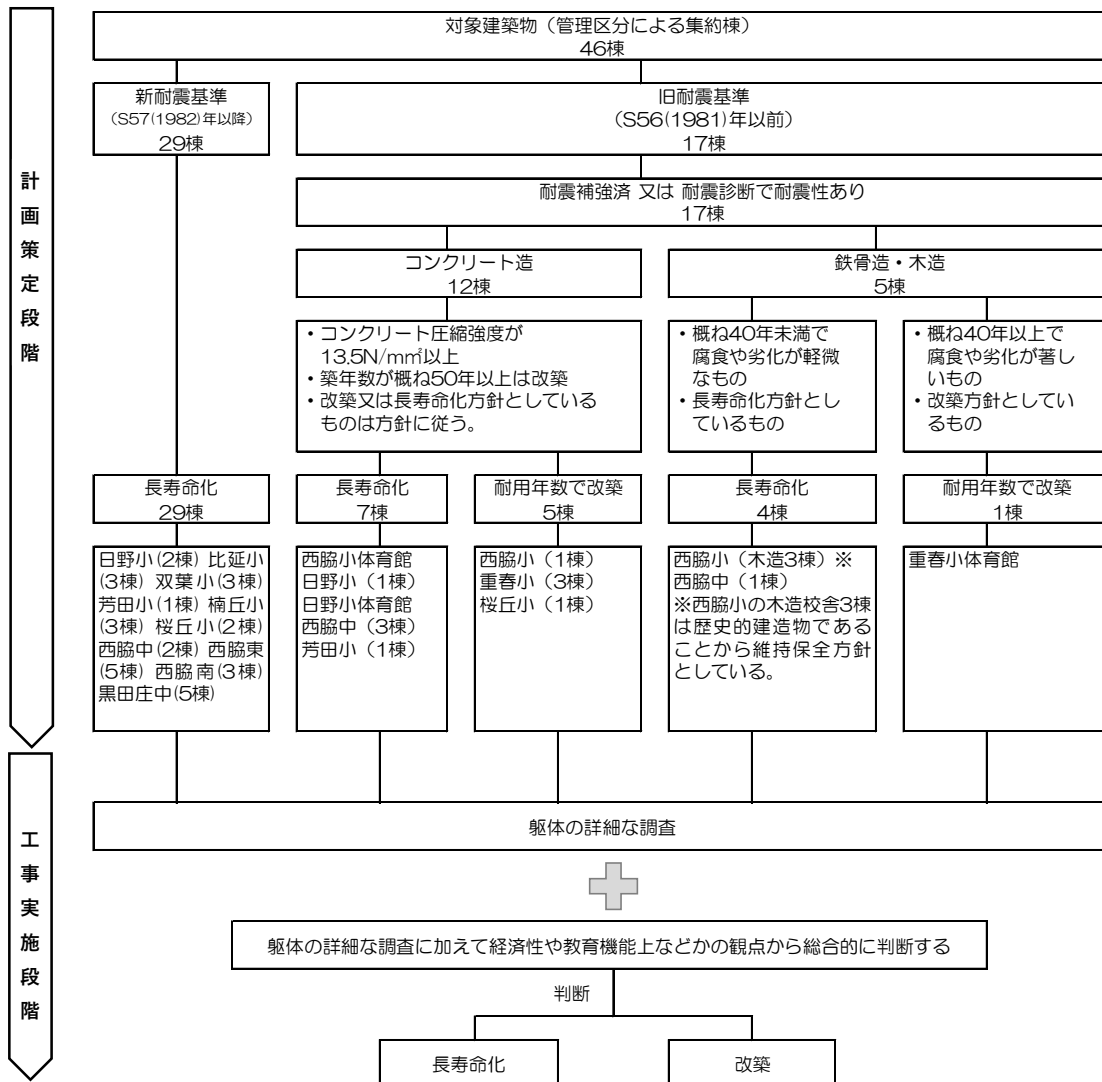 対象建築物（管理区分による集約棟）
46棟
新耐震基準
（S57(1982)年以降）
29棟
旧耐震基準
（S56(1981)年以前）
17棟
計画策定段階
耐震補強済 又は 耐震診断で耐震性あり
17棟
コンクリート造
12棟
鉄骨造・木造
5棟
・コンクリート圧縮強度が
13.5N/m㎡以上
・築年数が概ね50年以上は改築
・改築又は長寿命化方針としている
ものは方針に従う。
・概ね40年未満で
腐食や劣化が軽微
なもの
・長寿命化方針とし
ているもの
・概ね40年以上で
腐食や劣化が著し
いもの
・改築方針としてい
るもの
長寿命化
29棟
長寿命化
7棟
耐用年数で改築
5棟
長寿命化
4棟
耐用年数で改築
1棟
日野小(2棟) 比延小
(3棟) 双葉小(3棟)
芳田小(1棟) 楠丘小
(3棟) 桜丘小(2棟)
西脇中(2棟) 西脇東
(5棟) 西脇南(3棟)
黒田庄中(5棟)
西脇小体育館
日野小（1棟）
日野小体育館
西脇中（3棟）
芳田小（1棟）
西脇小（1棟）
重春小（3棟）
桜丘小（1棟）
西脇小（木造3棟）※
西脇中（1棟）
※西脇小の木造校舎3棟
は歴史的建造物であ
ることから維持保全方針
としている。
重春小体育館
工事実施段階
躯体の詳細な調査
躯体の詳細な調査に加えて経済性や教育機能上などかの観点から総合的に判断する
判断
長寿命化
改築